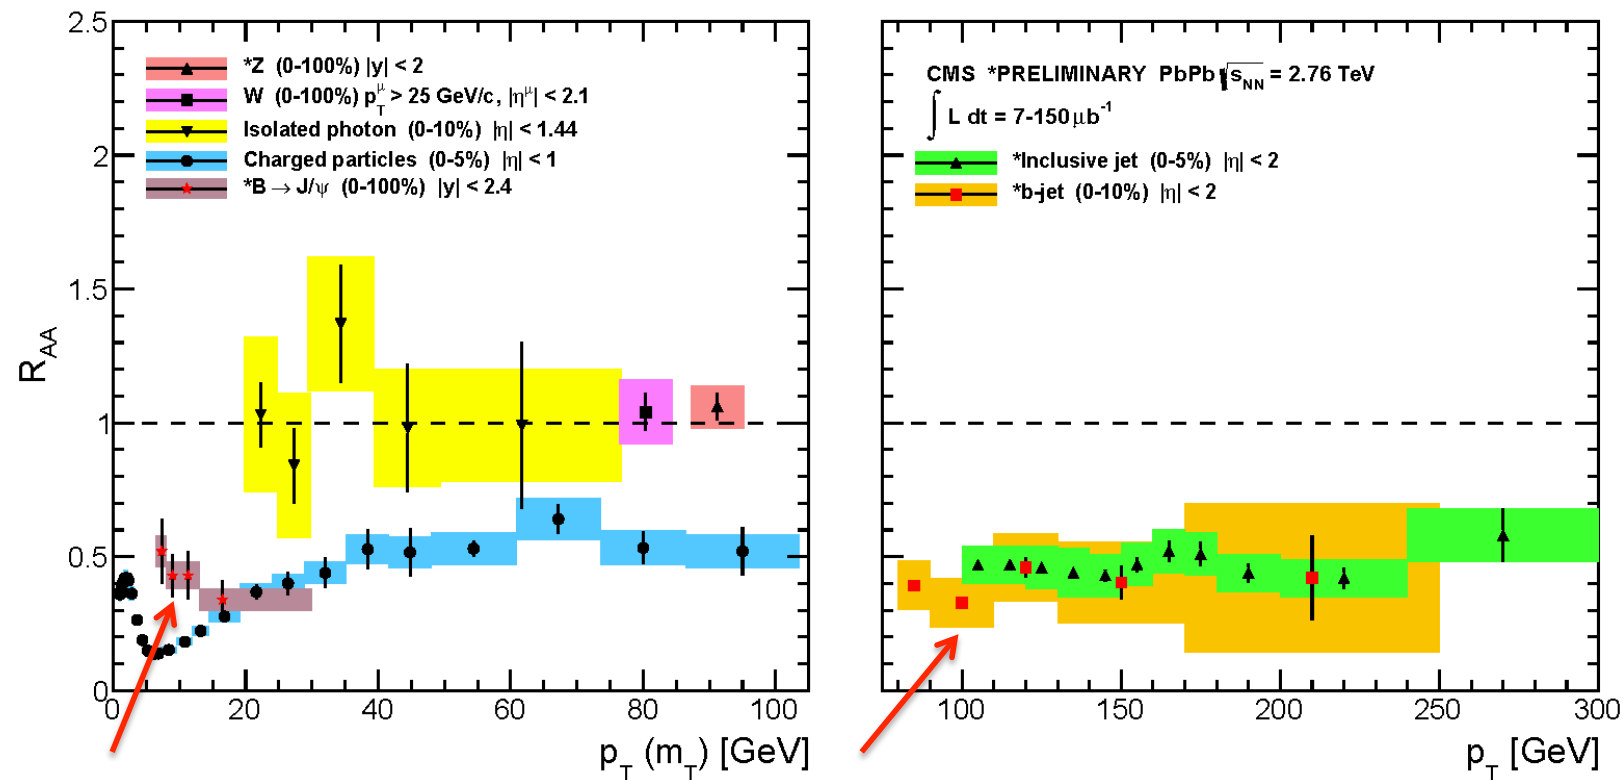 2.5
2
1.5
1
0.5
0
R_AA
*Z (0-100%) |y| < 2
W (0-100%) p_T^μ > 25 GeV/c, |η^μ| < 2.1
Isolated photon (0-10%) |η| < 1.44
Charged particles (0-5%) |η| < 1
*B → J/ψ (0-100%) |y| < 2.4
0 20 40 60 80 100
p_T (m_T) [GeV]
CMS *PRELIMINARY PbPb √s_NN = 2.76 TeV
∫ L dt = 7-150 μb⁻¹
*Inclusive jet (0-5%) |η| < 2
*b-jet (0-10%) |η| < 2
100 150 200 250 300
p_T [GeV]